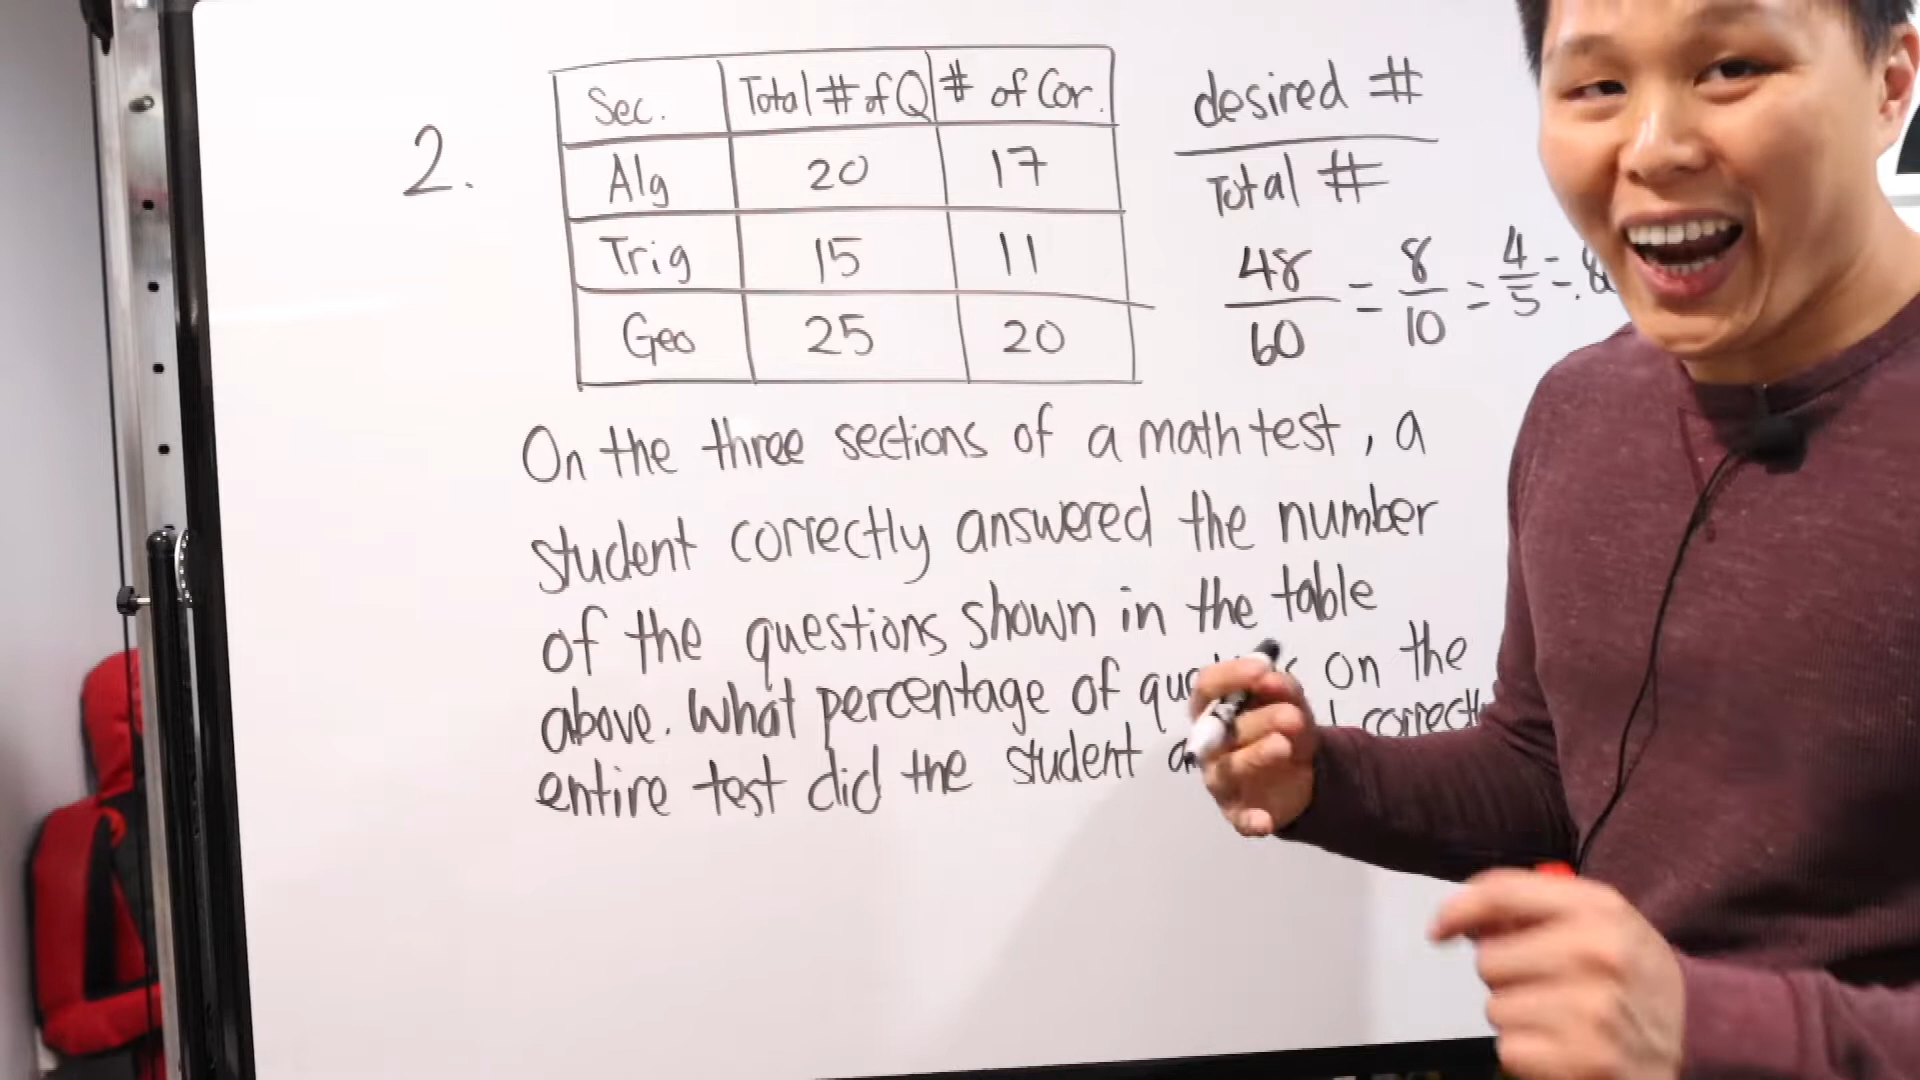 2.
Sec. Total # of Q # of Cor.
Alg 20 17
Trig 15 11
Geo 25 20
desired #
Total #
48/60 = 8/10 = 4/5 = .8
On the three sections of a math test, a
student correctly answered the number
of the questions shown in the table
above. What percentage of on the
entire test did the student correctly